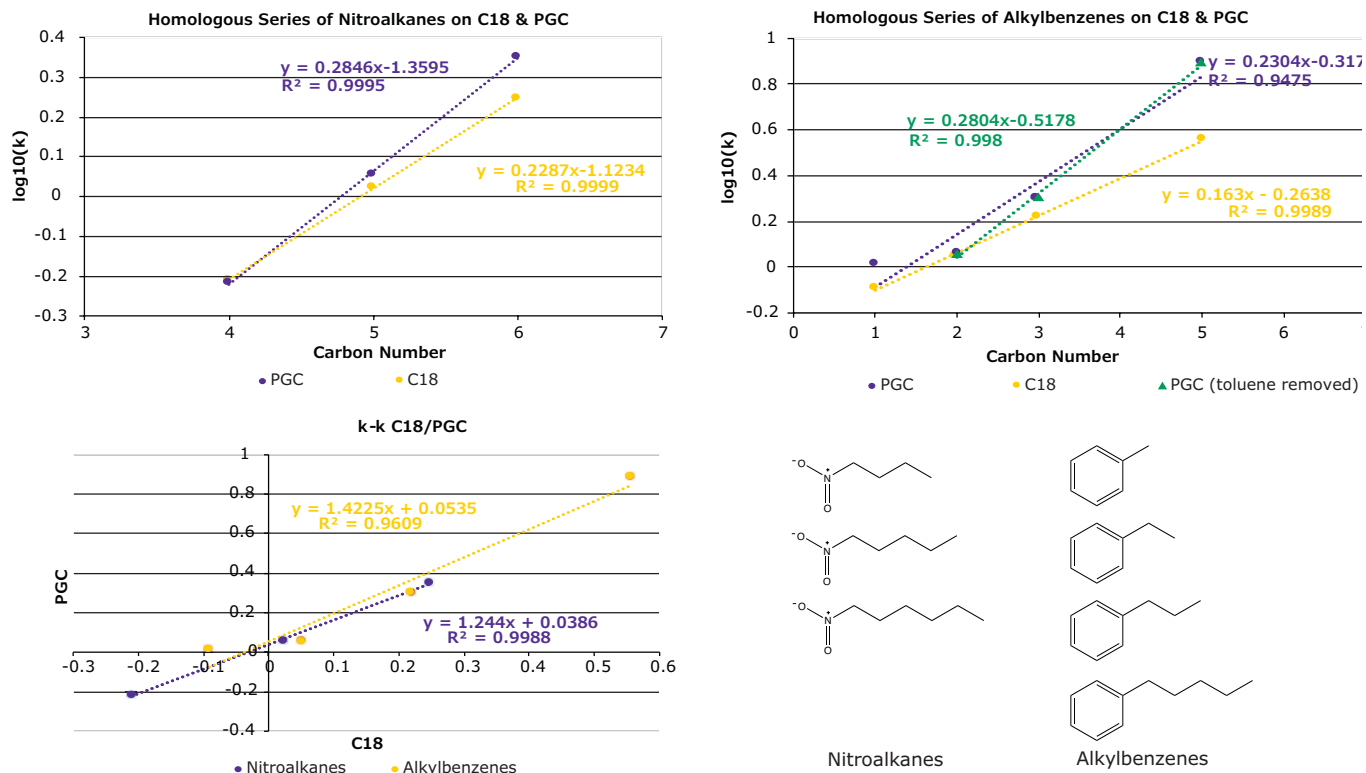 Homologous Series of Nitroalkanes on C18 & PGC
0.4
0.3
0.2
0.1
0
-0.1
-0.2
-0.3
log10(k)
y = 0.2846x-1.3595
R² = 0.9995
y = 0.2287x-1.1234
R² = 0.9999
3
4
5
6
7
Carbon Number
PGC
C18
Homologous Series of Alkylbenzenes on C18 & PGC
1
0.8
0.6
0.4
0.2
0
-0.2
log10(k)
y = 0.2304x-0.317
R² = 0.9475
y = 0.2804x-0.5178
R² = 0.998
y = 0.163x - 0.2638
R² = 0.9989
0
1
2
3
4
5
6
Carbon Number
PGC
C18
PGC (toluene removed)
k-k C18/PGC
1
0.8
0.6
0.4
0.2
0
-0.2
-0.4
PGC
y = 1.4225x + 0.0535
R² = 0.9609
y = 1.244x + 0.0386
R² = 0.9988
-0.3
-0.2
-0.1
0
0.1
0.2
0.3
0.4
0.5
0.6
C18
Nitroalkanes
Alkylbenzenes
-O
N+
O
-O
N+
O
-O
N+
O
Nitroalkanes
Alkylbenzenes